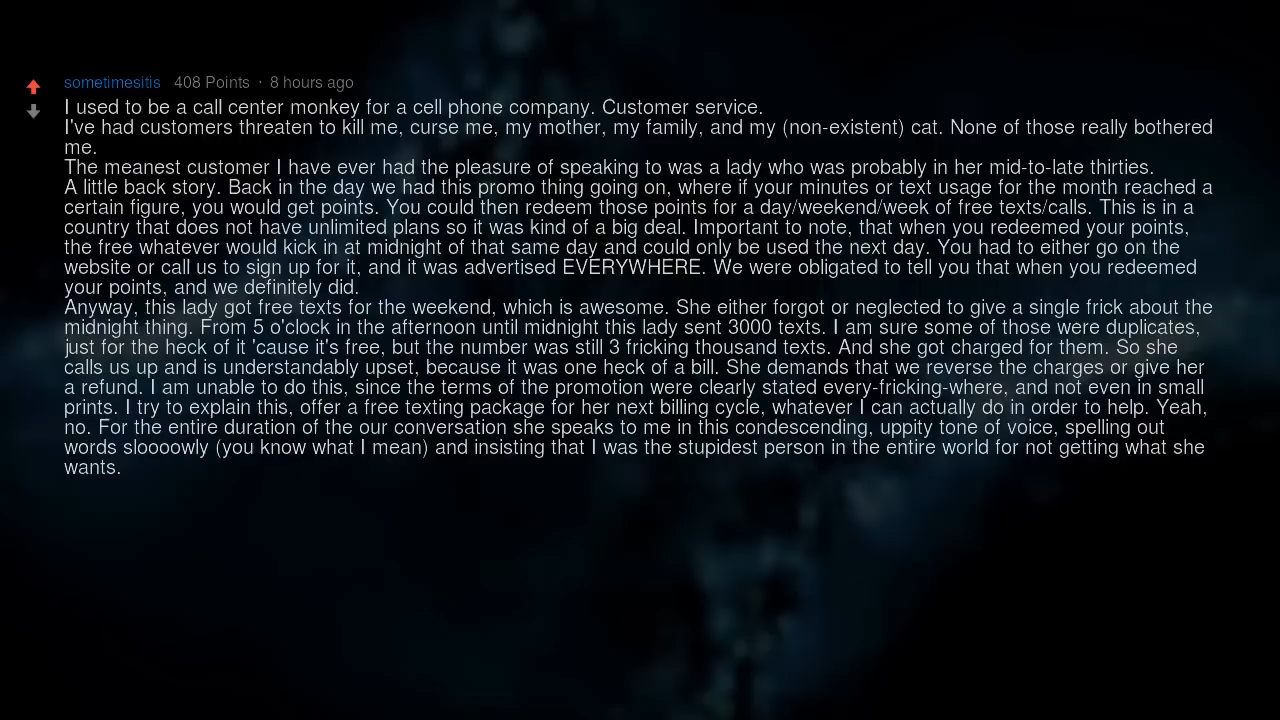 sometimesitis 408 Points · 8 hours ago
I used to be a call center monkey for a cell phone company. Customer service.
I've had customers threaten to kill me, curse me, my mother, my family, and my (non-existent) cat. None of those really bothered
me.
The meanest customer I have ever had the pleasure of speaking to was a lady who was probably in her mid-to-late thirties.
A little back story. Back in the day we had this promo thing going on, where if your minutes or text usage for the month reached a
certain figure, you would get points. You could then redeem those points for a day/weekend/week of free texts/calls. This is in a
country that does not have unlimited plans so it was kind of a big deal. Important to note, that when you redeemed your points,
the free whatever would kick in at midnight of that same day and could only be used the next day. You had to either go on the
website or call us to sign up for it, and it was advertised EVERYWHERE. We were obligated to tell you that when you redeemed
your points, and we definitely did.
Anyway, this lady got free texts for the weekend, which is awesome. She either forgot or neglected to give a single frick about the
midnight thing. From 5 o'clock in the afternoon until midnight this lady sent 3000 texts. I am sure some of those were duplicates,
just for the heck of it 'cause it's free, but the number was still 3 fricking thousand texts. And she got charged for them. So she
calls us up and is understandably upset, because it was one heck of a bill. She demands that we reverse the charges or give her
a refund. I am unable to do this, since the terms of the promotion were clearly stated every-fricking-where, and not even in small
prints. I try to explain this, offer a free texting package for her next billing cycle, whatever I can actually do in order to help. Yeah,
no. For the entire duration of the our conversation she speaks to me in this condescending, uppity tone of voice, spelling out
words sloooowly (you know what I mean) and insisting that I was the stupidest person in the entire world for not getting what she
wants.